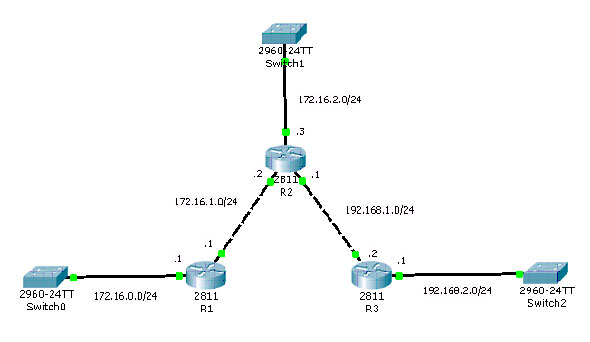 2960-24TT
Switch1
172.16.2.0/24
.3
.2
.1
2811
R2
172.16.1.0/24
192.168.1.0/24
.1
.1
.2
.1
2960-24TT
Switch0
172.16.0.0/24
2811
R1
2811
R3
192.168.2.0/24
2960-24TT
Switch2